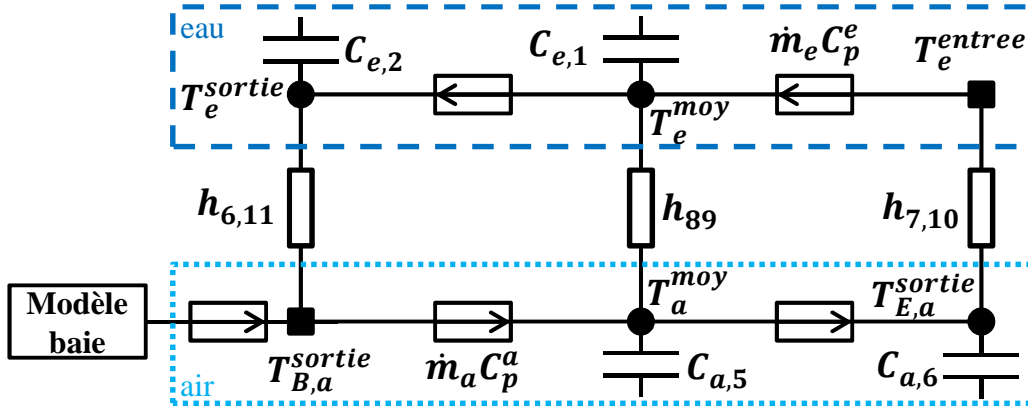 eau
C_{e,2}
C_{e,1}
ṁ_e C_p^e
T_e^{entree}
T_e^{sortie}
T_e^{moy}
h_{6,11}
h_{89}
h_{7,10}
Modèle
baie
T_a^{moy}
T_{E,a}^{sortie}
T_{B,a}^{sortie}
ṁ_a C_p^a
C_{a,5}
C_{a,6}
air